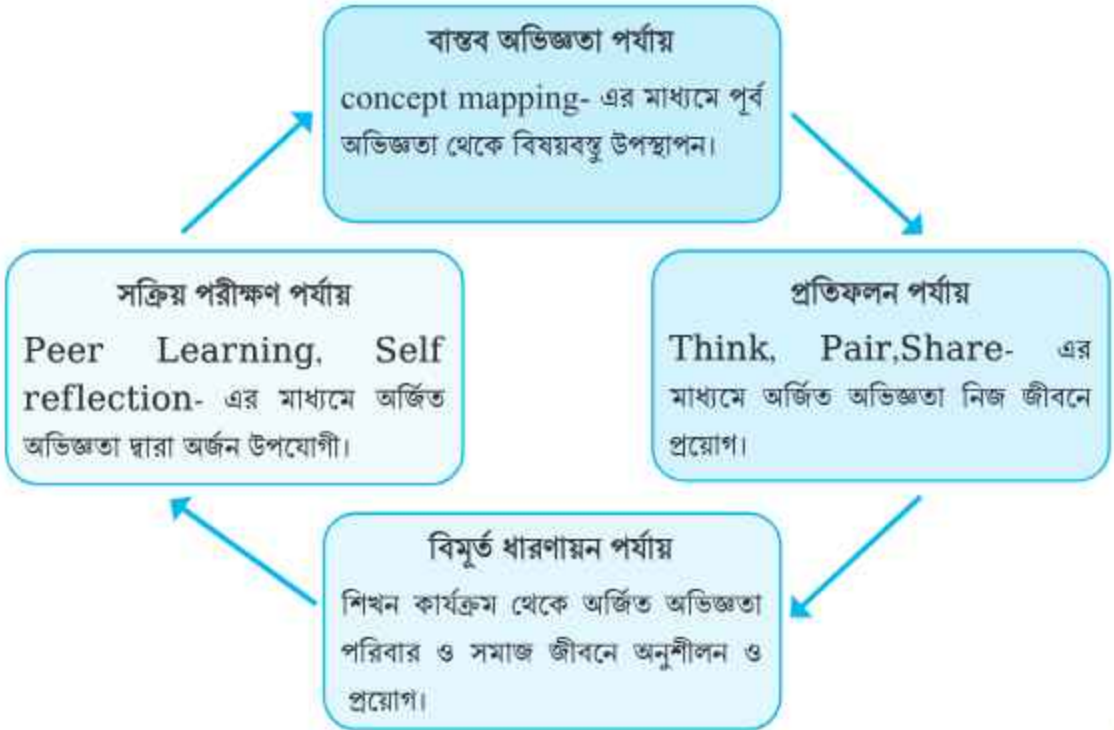 বাস্তব অভিজ্ঞতা পর্যায়
concept mapping- এর মাধ্যমে পূর্ব
অভিজ্ঞতা থেকে বিষয়বস্তু উপস্থাপন।
প্রতিফলন পর্যায়
Think, Pair,Share- এর
মাধ্যমে অর্জিত অভিজ্ঞতা নিজ জীবনে
প্রয়োগ।
বিমূর্ত ধারণায়ন পর্যায়
শিখন কার্যক্রম থেকে অর্জিত অভিজ্ঞতা
পরিবার ও সমাজ জীবনে অনুশীলন ও
প্রয়োগ।
সক্রিয় পরীক্ষণ পর্যায়
Peer Learning, Self
reflection- এর মাধ্যমে অর্জিত
অভিজ্ঞতা দ্বারা অর্জন উপযোগী।